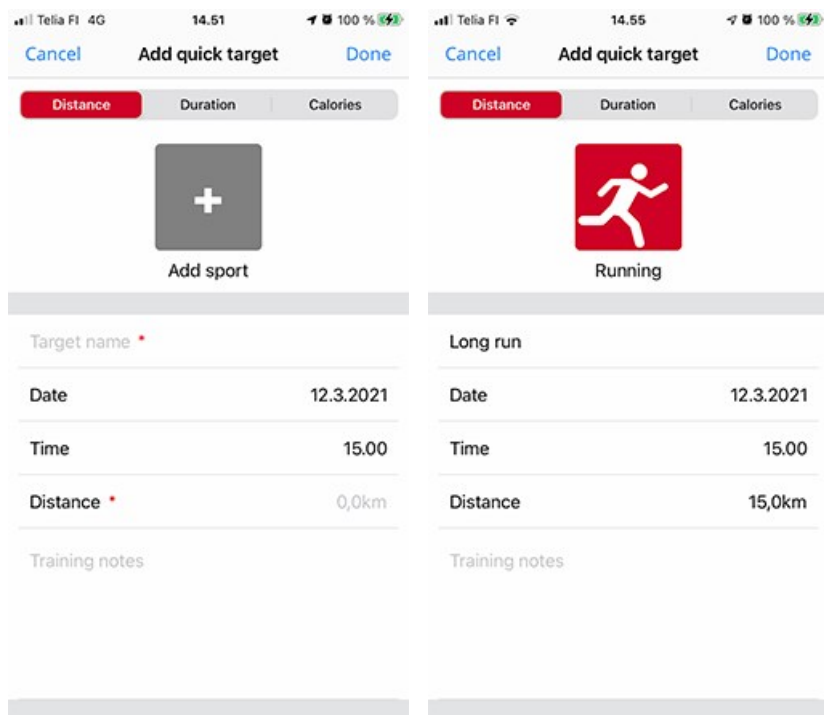 Telia FI 4G 14.51 100 %
Cancel Add quick target Done
Distance Duration Calories
+
Add sport
Target name *
Date 12.3.2021
Time 15.00
Distance * 0,0km
Training notes
Telia FI 14.55 100 %
Cancel Add quick target Done
Distance Duration Calories
Running
Long run
Date 12.3.2021
Time 15.00
Distance 15,0km
Training notes